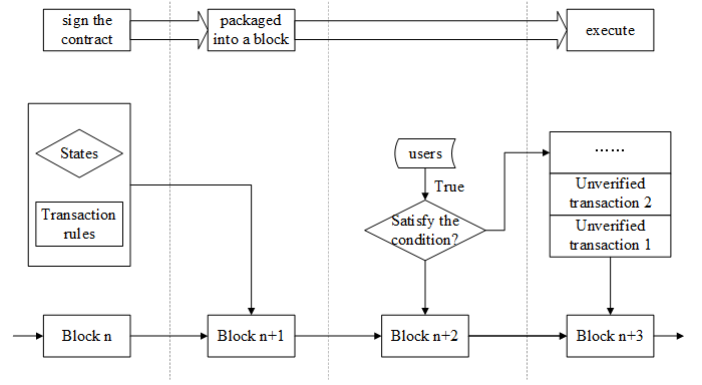 sign the
contract
packaged
into a block
execute
States
Transaction
rules
users
True
Satisfy the
condition?
......
Unverified
transaction 2
Unverified
transaction 1
Block n
Block n+1
Block n+2
Block n+3